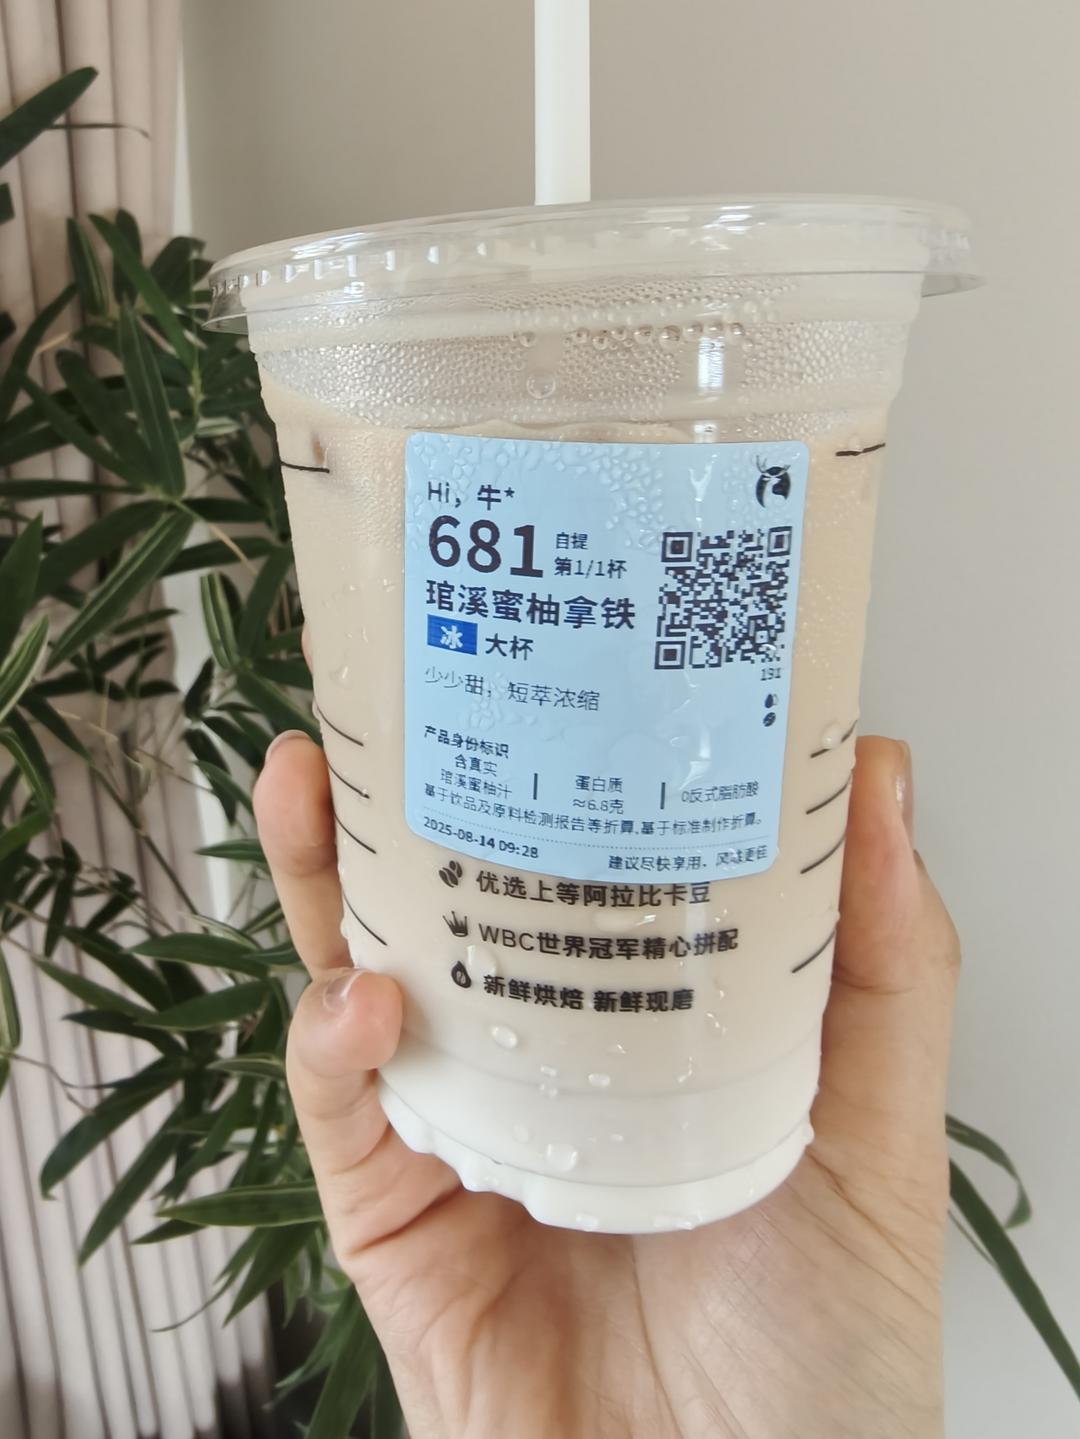 Hi，牛*
681 自提
第1/1杯
琯溪蜜柚拿铁
冰 大杯
191
少少甜，短萃浓缩
产品身份标识
含真实
琯溪蜜柚汁
蛋白质
≈6.8克
0反式脂肪酸
基于饮品及原料检测报告等折算，基于标准制作折算。
2025-08-14 09:28
建议尽快享用，风味更佳
优选上等阿拉比卡豆
WBC世界冠军精心拼配
新鲜烘焙 新鲜现磨